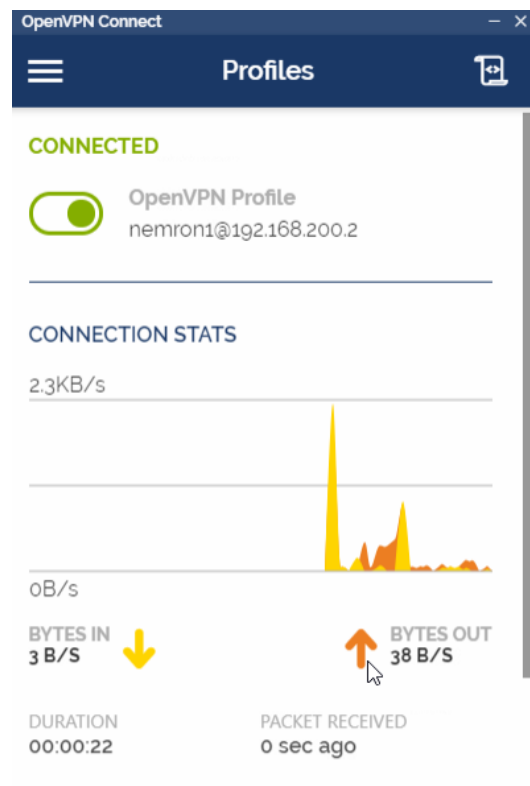 OpenVPN Connect
Profiles
CONNECTED
OpenVPN Profile
nemron1@192.168.200.2
CONNECTION STATS
2.3KB/s
0B/s
BYTES IN
3 B/S
BYTES OUT
38 B/S
DURATION
00:00:22
PACKET RECEIVED
0 sec ago